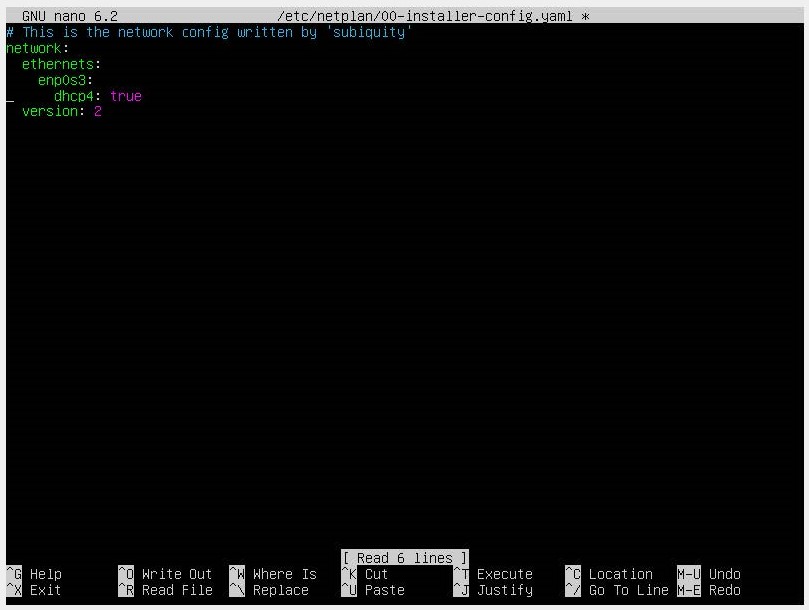 GNU nano 6.2 /etc/netplan/00-installer-config.yaml *
# This is the network config written by 'subiquity'
network:
  ethernets:
    enp0s3:
      dhcp4: true
  version: 2
[ Read 6 lines ]
^G Help ^O Write Out ^W Where Is ^K Cut ^T Execute ^C Location M-U Undo
^X Exit ^R Read File ^\ Replace ^U Paste ^J Justify ^/ Go To Line M-E Redo